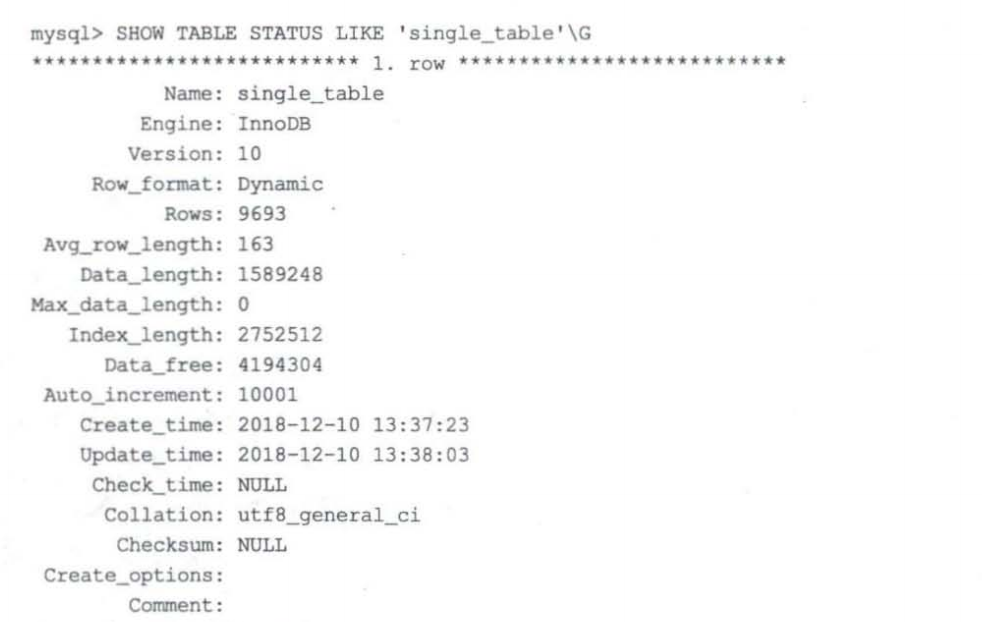 mysql> SHOW TABLE STATUS LIKE 'single_table'\G
*************************** 1. row ***************************
Name: single_table
Engine: InnoDB
Version: 10
Row_format: Dynamic
Rows: 9693
Avg_row_length: 163
Data_length: 1589248
Max_data_length: 0
Index_length: 2752512
Data_free: 4194304
Auto_increment: 10001
Create_time: 2018-12-10 13:37:23
Update_time: 2018-12-10 13:38:03
Check_time: NULL
Collation: utf8_general_ci
Checksum: NULL
Create_options:
Comment: